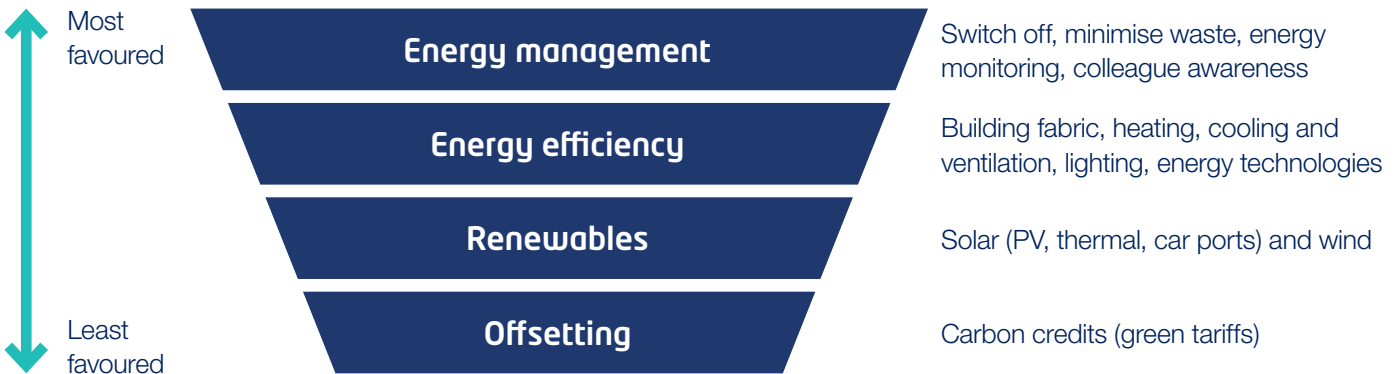 Most
favoured
Energy management
Switch off, minimise waste, energy
monitoring, colleague awareness
Energy efficiency
Building fabric, heating, cooling and
ventilation, lighting, energy technologies
Renewables
Solar (PV, thermal, car ports) and wind
Least
favoured
Offsetting
Carbon credits (green tariffs)